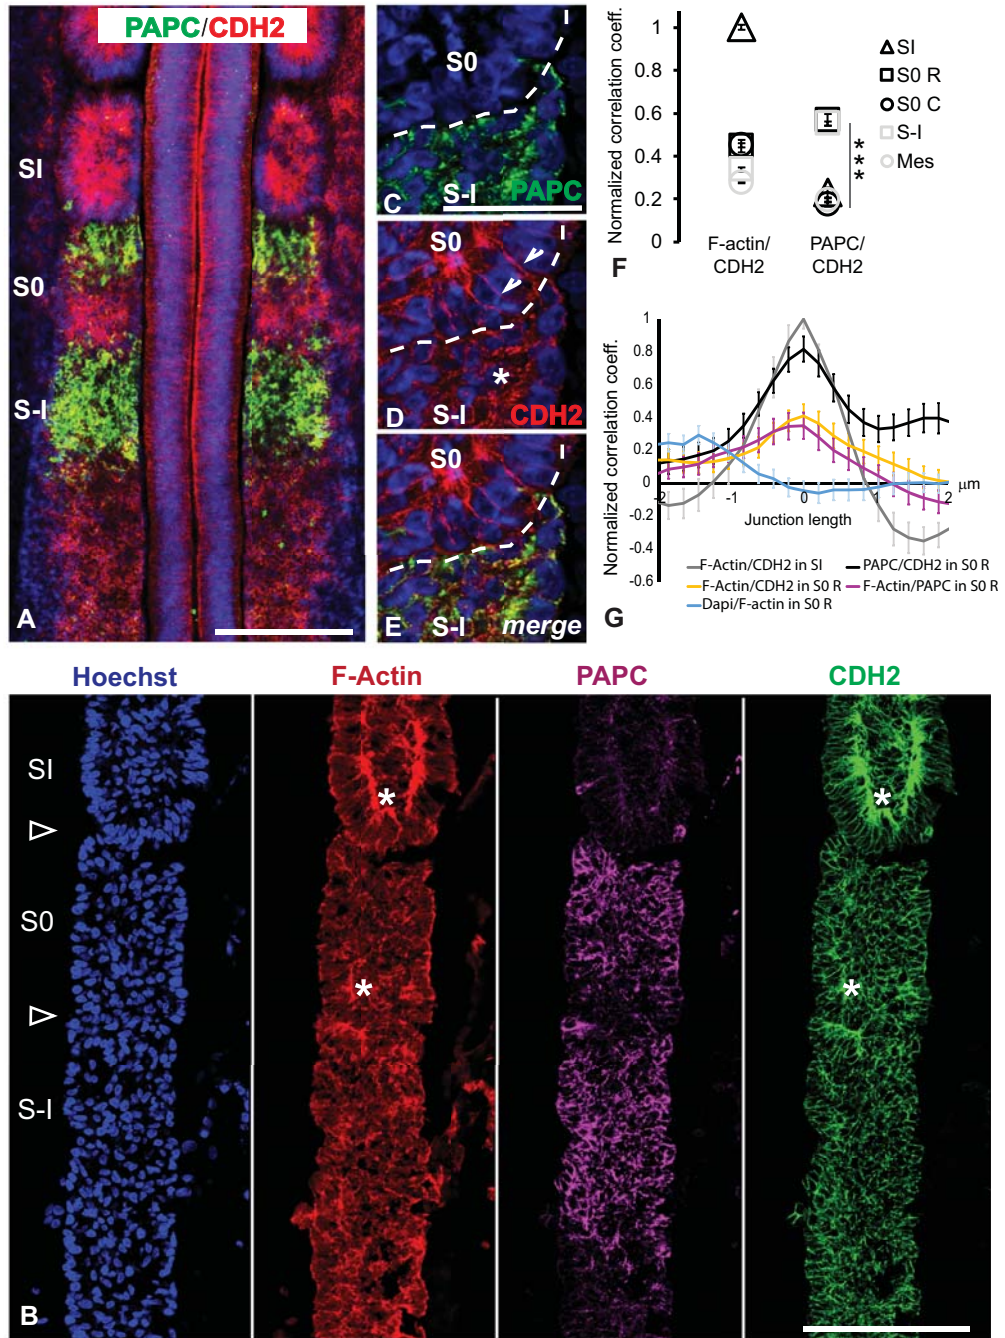 PAPC/CDH2
SI
S0
S-I
A
S0
S-I
PAPC
C
S0
*
S-I
CDH2
D
S0
S-I
merge
E
Normalized correlation coeff.
1
0.8
0.6
0.4
0.2
0
F-actin/
CDH2
PAPC/
CDH2
***
SI
S0 R
S0 C
S-I
Mes
F
Normalized correlation coeff.
1
0.8
0.6
0.4
0.2
0
-0.2
-0.4
-0.6
-2
-1
0
1
2
μm
Junction length
F-Actin/CDH2 in SI
PAPC/CDH2 in S0 R
F-Actin/CDH2 in S0 R
F-Actin/PAPC in S0 R
Dapi/F-actin in S0 R
G
Hoechst
F-Actin
PAPC
CDH2
SI
*
*
S0
*
*
S-I
B